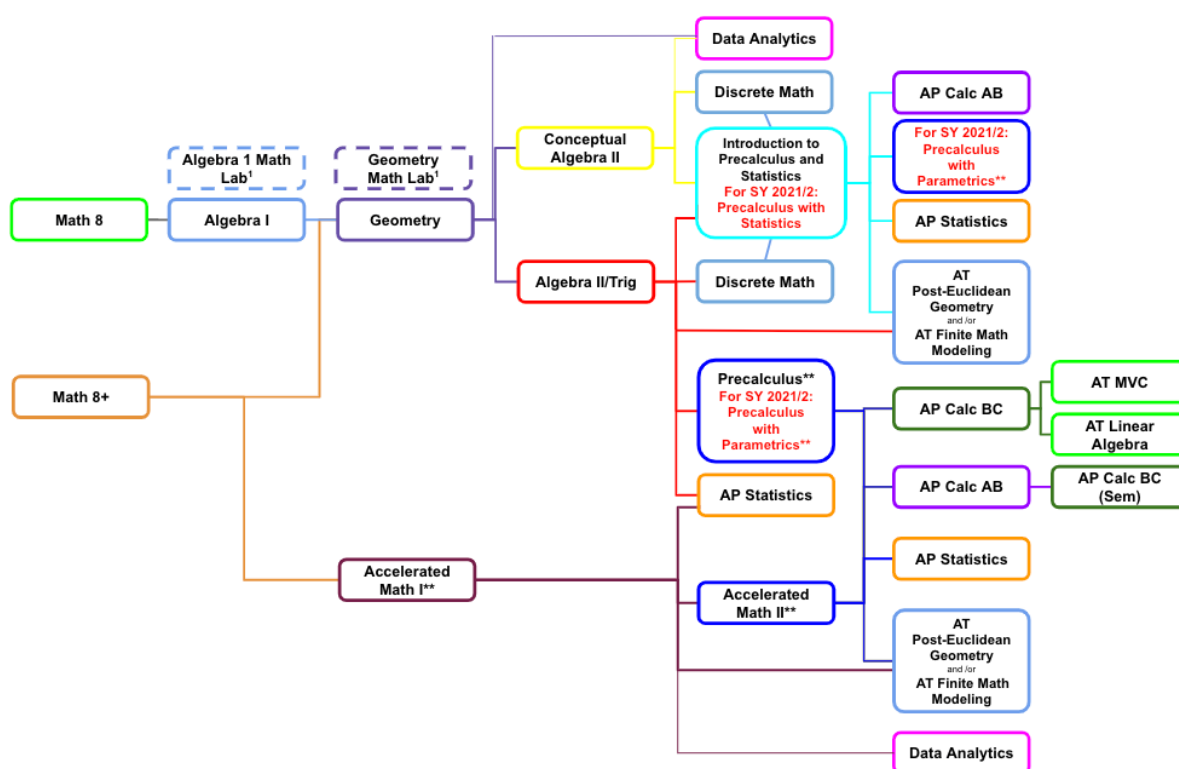 Data Analytics
Discrete Math
AP Calc AB
Conceptual
Algebra II
Introduction to
Precalculus and
Statistics
For SY 2021/2:
Precalculus with
Statistics
For SY 2021/2:
Precalculus
with
Parametrics**
Algebra 1 Math
Lab¹
Geometry
Math Lab¹
Math 8
Algebra I
Geometry
AP Statistics
Algebra II/Trig
Discrete Math
AT
Post-Euclidean
Geometry
and /or
AT Finite Math
Modeling
Math 8+
Precalculus**
For SY 2021/2:
Precalculus
with
Parametrics**
AP Calc BC
AT MVC
AT Linear
Algebra
AP Statistics
AP Calc AB
AP Calc BC
(Sem)
Accelerated
Math I**
AP Statistics
Accelerated
Math II**
AT
Post-Euclidean
Geometry
and /or
AT Finite Math
Modeling
Data Analytics